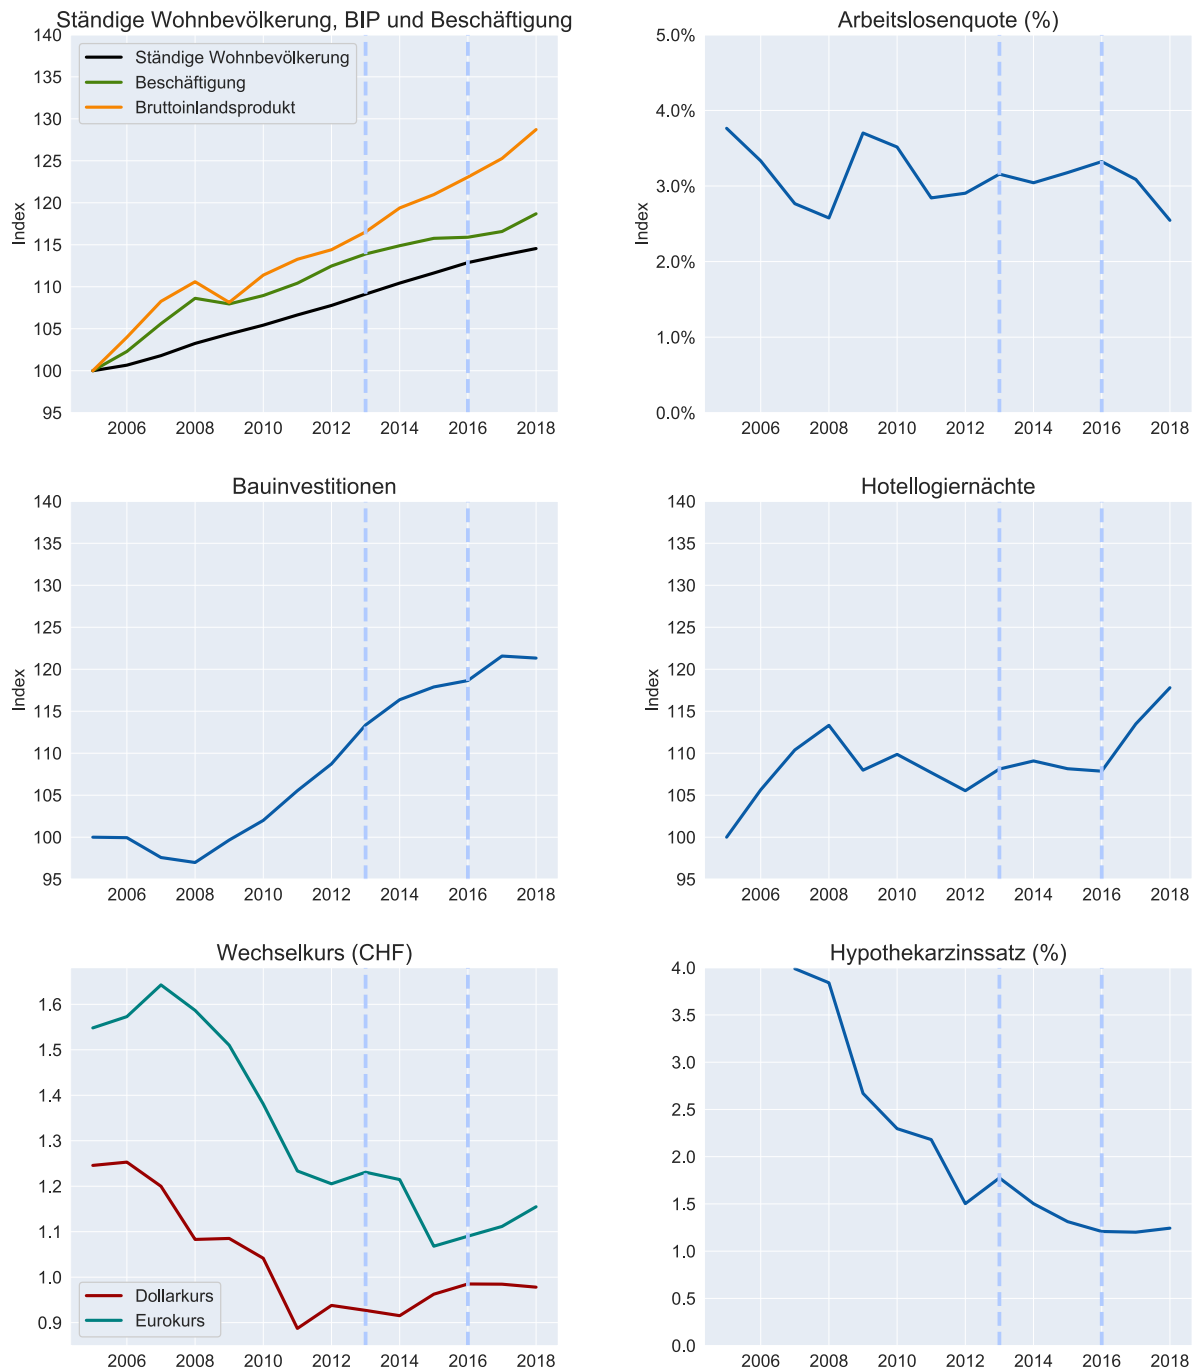 Ständige Wohnbevölkerung, BIP und Beschäftigung
140
135
130
125
120
115
110
105
100
95
Index
Ständige Wohnbevölkerung
Beschäftigung
Bruttoinlandsprodukt
2006 2008 2010 2012 2014 2016 2018
Arbeitslosenquote (%)
5.0%
4.0%
3.0%
2.0%
1.0%
0.0%
Index
2006 2008 2010 2012 2014 2016 2018
Bauinvestitionen
140
135
130
125
120
115
110
105
100
95
Index
2006 2008 2010 2012 2014 2016 2018
Hotellogiernächte
140
135
130
125
120
115
110
105
100
95
Index
2006 2008 2010 2012 2014 2016 2018
Wechselkurs (CHF)
1.6
1.5
1.4
1.3
1.2
1.1
1.0
0.9
Dollarkurs
Eurokurs
2006 2008 2010 2012 2014 2016 2018
Hypothekarzinssatz (%)
4.0
3.5
3.0
2.5
2.0
1.5
1.0
0.5
0.0
2006 2008 2010 2012 2014 2016 2018